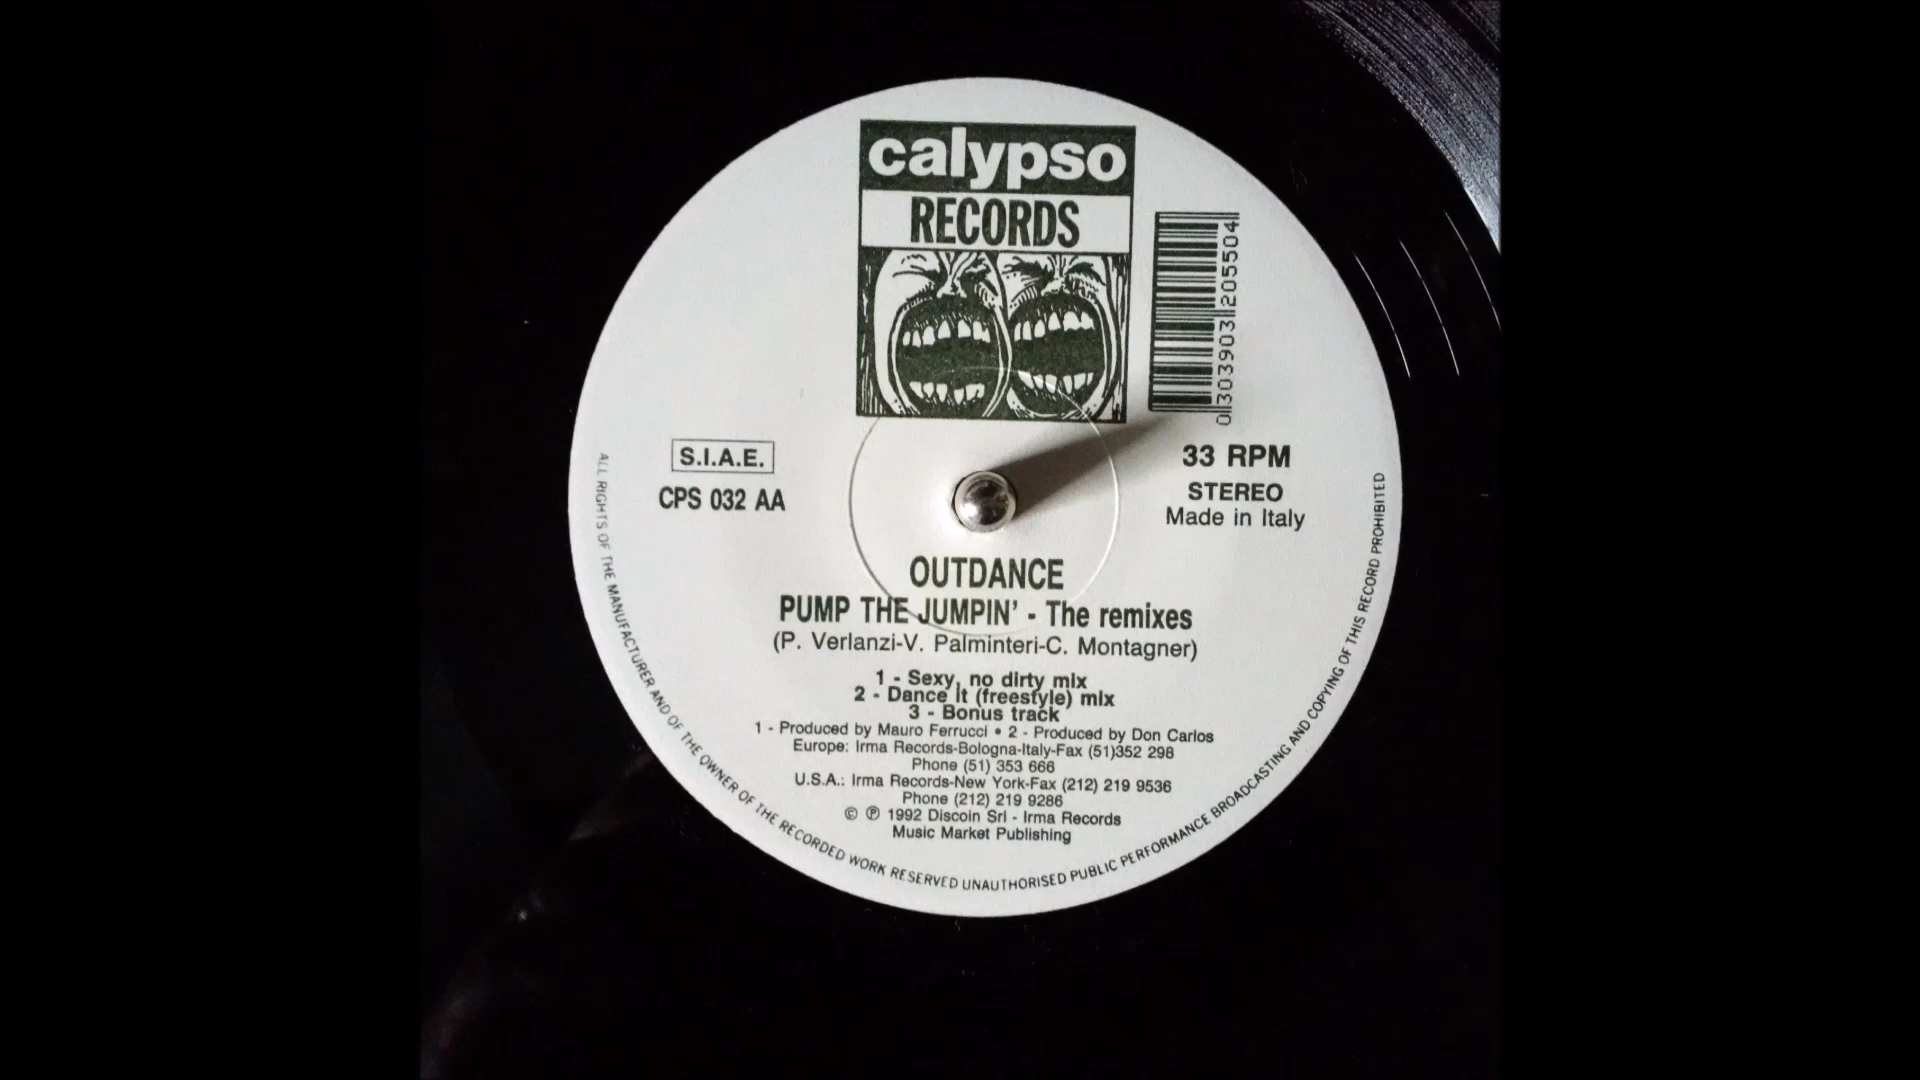 calypso
RECORDS
0 303903 205504
S.I.A.E.
CPS 032 AA
33 RPM
STEREO
Made in Italy
OUTDANCE
PUMP THE JUMPIN' - The remixes
(P. Verlanzi-V. Palminteri-C. Montagner)
1 - Sexy, no dirty mix
2 - Dance it (freestyle) mix
3 - Bonus track
1 - Produced by Mauro Ferrucci • 2 - Produced by Don Carlos
Europe: Irma Records-Bologna-Italy-Fax (51)352 298
Phone (51) 353 666
U.S.A.: Irma Records-New York-Fax (212) 219 9536
Phone (212) 219 9286
© ℗ 1992 Discoin Srl - Irma Records
Music Market Publishing
ALL RIGHTS OF THE MANUFACTURER AND OF THE OWNER OF THE RECORDED WORK RESERVED UNAUTHORISED PUBLIC PERFORMANCE BROADCASTING AND COPYING OF THIS RECORD PROHIBITED